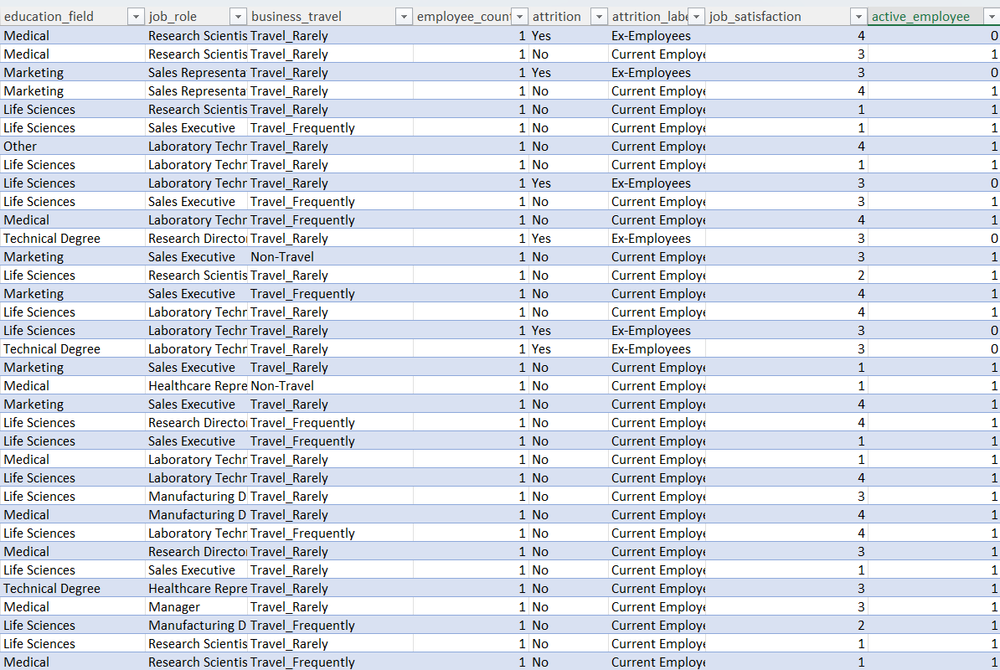 education_field job_role business_travel employee_count attrition attrition_labe job_satisfaction active_employee
Medical Research Scientis Travel_Rarely 1 Yes Ex-Employees 4 0
Medical Research Scientis Travel_Rarely 1 No Current Employe 3 1
Marketing Sales Representa Travel_Rarely 1 Yes Ex-Employees 3 0
Marketing Sales Representa Travel_Rarely 1 No Current Employe 4 1
Life Sciences Research Scientis Travel_Rarely 1 No Current Employe 1 1
Life Sciences Sales Executive Travel_Frequently 1 No Current Employe 1 1
Other Laboratory Techr Travel_Rarely 1 No Current Employe 4 1
Life Sciences Laboratory Techr Travel_Rarely 1 No Current Employe 1 1
Life Sciences Laboratory Techr Travel_Rarely 1 Yes Ex-Employees 3 0
Life Sciences Sales Executive Travel_Frequently 1 No Current Employe 3 1
Medical Laboratory Techr Travel_Frequently 1 No Current Employe 4 1
Technical Degree Research Director Travel_Rarely 1 Yes Ex-Employees 3 0
Marketing Sales Executive Non-Travel 1 No Current Employe 3 1
Life Sciences Research Scientis Travel_Rarely 1 No Current Employe 2 1
Marketing Sales Executive Travel_Frequently 1 No Current Employe 4 1
Life Sciences Laboratory Techr Travel_Rarely 1 No Current Employe 4 1
Life Sciences Laboratory Techr Travel_Rarely 1 Yes Ex-Employees 3 0
Technical Degree Laboratory Techr Travel_Rarely 1 Yes Ex-Employees 3 0
Marketing Sales Executive Travel_Rarely 1 No Current Employe 1 1
Medical Healthcare Repre Non-Travel 1 No Current Employe 1 1
Marketing Sales Executive Travel_Rarely 1 No Current Employe 4 1
Life Sciences Research Director Travel_Frequently 1 No Current Employe 4 1
Life Sciences Sales Executive Travel_Frequently 1 No Current Employe 1 1
Medical Laboratory Techr Travel_Rarely 1 No Current Employe 1 1
Life Sciences Laboratory Techr Travel_Rarely 1 No Current Employe 4 1
Life Sciences Manufacturing D Travel_Rarely 1 No Current Employe 3 1
Medical Manufacturing D Travel_Rarely 1 No Current Employe 4 1
Life Sciences Laboratory Techr Travel_Frequently 1 No Current Employe 4 1
Medical Research Director Travel_Rarely 1 No Current Employe 3 1
Life Sciences Sales Executive Travel_Rarely 1 No Current Employe 1 1
Technical Degree Healthcare Repre Travel_Rarely 1 No Current Employe 3 1
Medical Manager Travel_Rarely 1 No Current Employe 3 1
Life Sciences Manufacturing D Travel_Frequently 1 No Current Employe 2 1
Life Sciences Research Scientis Travel_Rarely 1 No Current Employe 1 1
Medical Research Scientis Travel_Frequently 1 No Current Employe 1 1